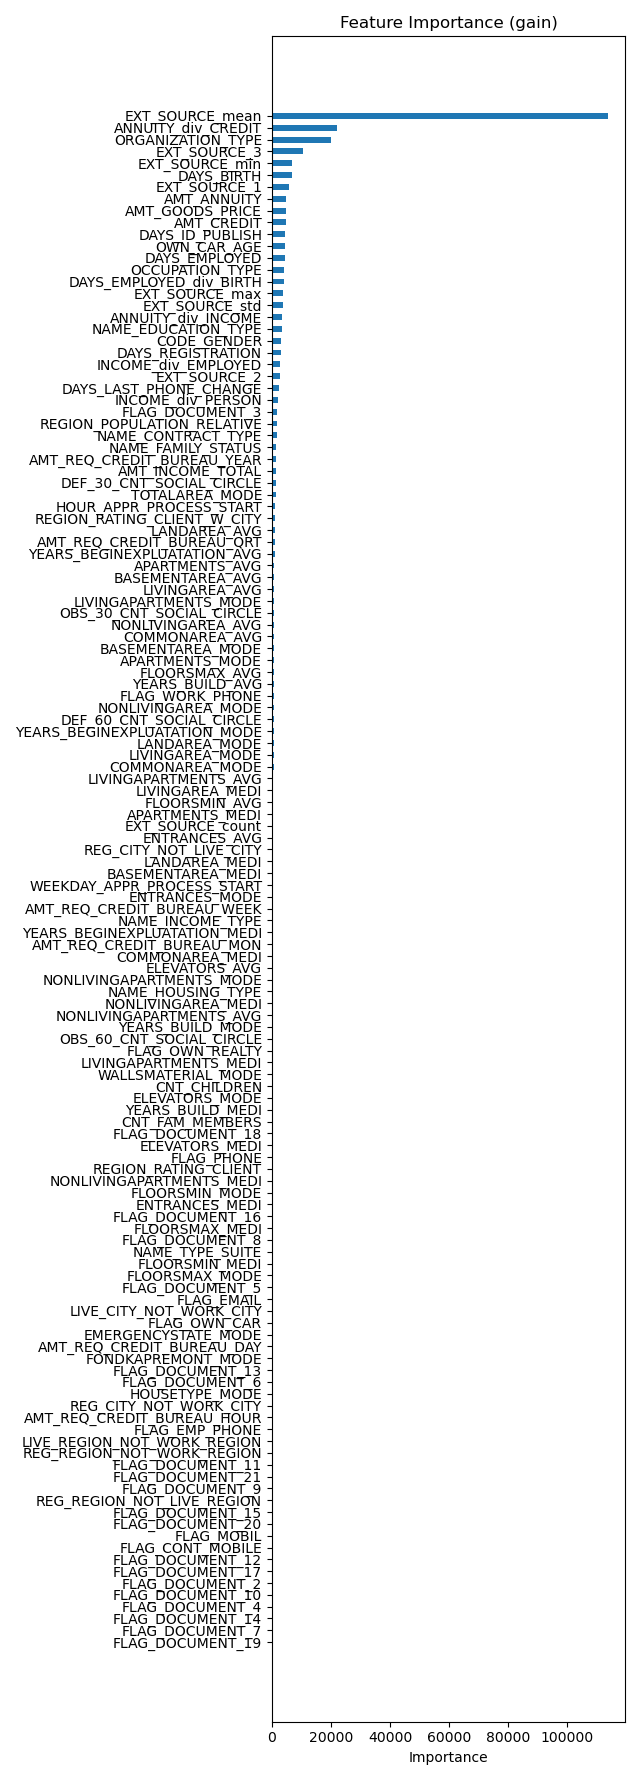 Feature Importance (gain)
EXT_SOURCE_mean
ANNUITY_div_CREDIT
ORGANIZATION_TYPE
EXT_SOURCE_3
EXT_SOURCE_min
DAYS_BIRTH
EXT_SOURCE_1
AMT_ANNUITY
AMT_GOODS_PRICE
AMT_CREDIT
DAYS_ID_PUBLISH
OWN_CAR_AGE
DAYS_EMPLOYED
OCCUPATION_TYPE
DAYS_EMPLOYED_div_BIRTH
EXT_SOURCE_max
EXT_SOURCE_std
ANNUITY_div_INCOME
NAME_EDUCATION_TYPE
CODE_GENDER
DAYS_REGISTRATION
INCOME_div_EMPLOYED
EXT_SOURCE_2
DAYS_LAST_PHONE_CHANGE
INCOME_div_PERSON
FLAG_DOCUMENT_3
REGION_POPULATION_RELATIVE
NAME_CONTRACT_TYPE
NAME_FAMILY_STATUS
AMT_REQ_CREDIT_BUREAU_YEAR
AMT_INCOME_TOTAL
DEF_30_CNT_SOCIAL_CIRCLE
TOTALAREA_MODE
HOUR_APPR_PROCESS_START
REGION_RATING_CLIENT_W_CITY
LANDAREA_AVG
AMT_REQ_CREDIT_BUREAU_QRT
YEARS_BEGINEXPLUATATION_AVG
APARTMENTS_AVG
BASEMENTAREA_AVG
LIVINGAREA_AVG
LIVINGAPARTMENTS_MODE
OBS_30_CNT_SOCIAL_CIRCLE
NONLIVINGAREA_AVG
COMMONAREA_AVG
BASEMENTAREA_MODE
APARTMENTS_MODE
FLOORSMAX_AVG
YEARS_BUILD_AVG
FLAG_WORK_PHONE
NONLIVINGAREA_MODE
DEF_60_CNT_SOCIAL_CIRCLE
YEARS_BEGINEXPLUATATION_MODE
LANDAREA_MODE
LIVINGAREA_MODE
COMMONAREA_MODE
LIVINGAPARTMENTS_AVG
LIVINGAREA_MEDI
FLOORSMIN_AVG
APARTMENTS_MEDI
EXT_SOURCE_count
ENTRANCES_AVG
REG_CITY_NOT_LIVE_CITY
LANDAREA_MEDI
BASEMENTAREA_MEDI
WEEKDAY_APPR_PROCESS_START
ENTRANCES_MODE
AMT_REQ_CREDIT_BUREAU_WEEK
NAME_INCOME_TYPE
YEARS_BEGINEXPLUATATION_MEDI
AMT_REQ_CREDIT_BUREAU_MON
COMMONAREA_MEDI
ELEVATORS_AVG
NONLIVINGAPARTMENTS_MODE
NAME_HOUSING_TYPE
NONLIVINGAREA_MEDI
NONLIVINGAPARTMENTS_AVG
YEARS_BUILD_MODE
OBS_60_CNT_SOCIAL_CIRCLE
FLAG_OWN_REALTY
LIVINGAPARTMENTS_MEDI
WALLSMATERIAL_MODE
CNT_CHILDREN
ELEVATORS_MODE
YEARS_BUILD_MEDI
CNT_FAM_MEMBERS
FLAG_DOCUMENT_18
ELEVATORS_MEDI
FLAG_PHONE
REGION_RATING_CLIENT
NONLIVINGAPARTMENTS_MEDI
FLOORSMIN_MODE
ENTRANCES_MEDI
FLAG_DOCUMENT_16
FLOORSMAX_MEDI
FLAG_DOCUMENT_8
NAME_TYPE_SUITE
FLOORSMIN_MEDI
FLOORSMAX_MODE
FLAG_DOCUMENT_5
FLAG_EMAIL
LIVE_CITY_NOT_WORK_CITY
FLAG_OWN_CAR
EMERGENCYSTATE_MODE
AMT_REQ_CREDIT_BUREAU_DAY
FONDKAPREMONT_MODE
FLAG_DOCUMENT_13
FLAG_DOCUMENT_6
HOUSETYPE_MODE
REG_CITY_NOT_WORK_CITY
AMT_REQ_CREDIT_BUREAU_HOUR
FLAG_EMP_PHONE
LIVE_REGION_NOT_WORK_REGION
REG_REGION_NOT_WORK_REGION
FLAG_DOCUMENT_11
FLAG_DOCUMENT_21
FLAG_DOCUMENT_9
REG_REGION_NOT_LIVE_REGION
FLAG_DOCUMENT_15
FLAG_DOCUMENT_20
FLAG_MOBIL
FLAG_CONT_MOBILE
FLAG_DOCUMENT_12
FLAG_DOCUMENT_17
FLAG_DOCUMENT_2
FLAG_DOCUMENT_10
FLAG_DOCUMENT_4
FLAG_DOCUMENT_14
FLAG_DOCUMENT_7
FLAG_DOCUMENT_19
0 20000 40000 60000 80000 100000
Importance